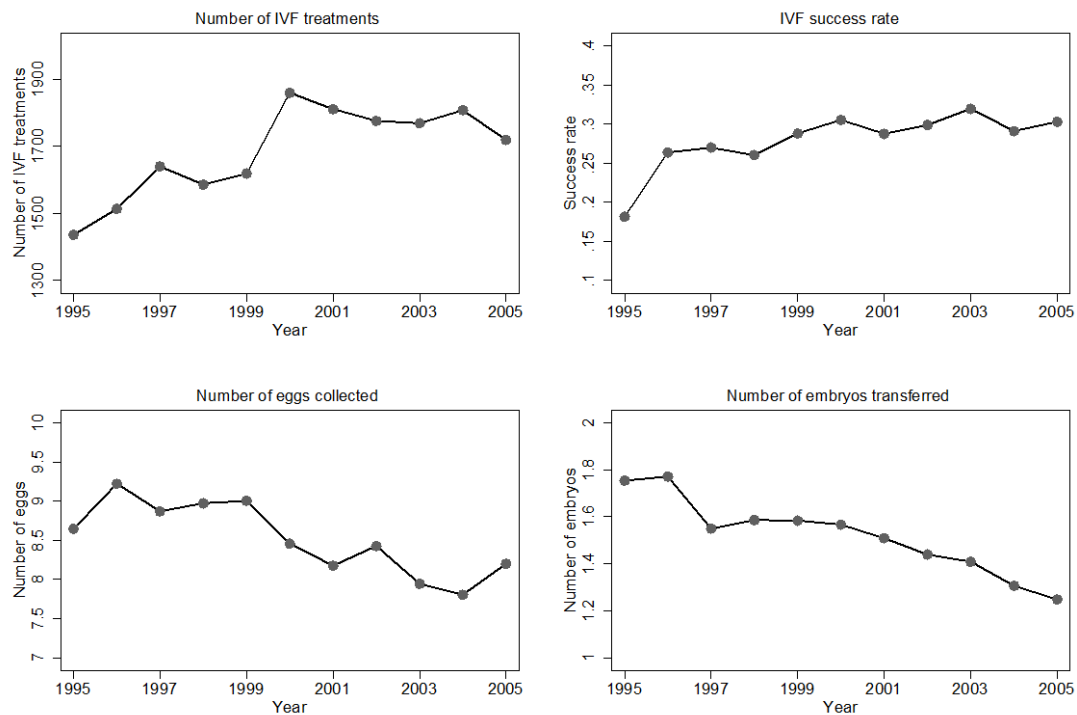 Number of IVF treatments
Number of IVF treatments
1900
1700
1500
1300
1995 1997 1999 2001 2003 2005
Year
IVF success rate
Success rate
.4
.35
.3
.25
.2
.15
.1
1995 1997 1999 2001 2003 2005
Year
Number of eggs collected
Number of eggs
10
9.5
9
8.5
8
7.5
7
1995 1997 1999 2001 2003 2005
Year
Number of embryos transferred
Number of embryos
2
1.8
1.6
1.4
1.2
1
1995 1997 1999 2001 2003 2005
Year